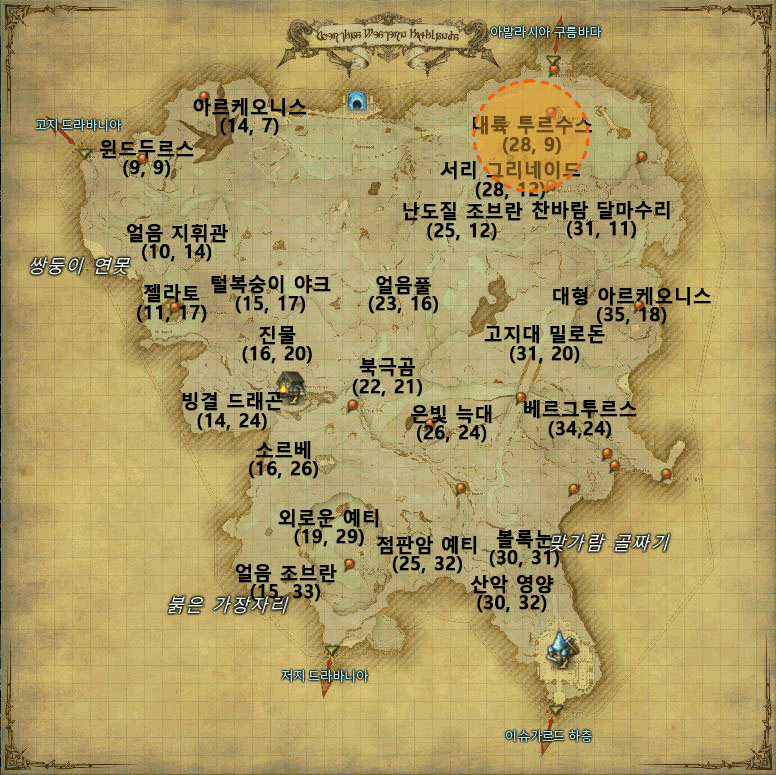 Coerthas Western Highlands
아발라시아 구름바다
아르케오니스
(14, 7)
고지 드라바니아
내륙 투르수스
(28, 9)
윈드두르스
(9, 9)
서리 그리네이드
(28, 12)
난도질 조브란
(25, 12)
찬바람 달마수리
(31, 11)
얼음 지휘관
(10, 14)
쌍둥이 연못
젤라토
(11, 17)
털복숭이 야크
(15, 17)
얼음풀
(23, 16)
대형 아르케오니스
(35, 18)
진물
(16, 20)
고지대 밀로돈
(31, 20)
북극곰
(22, 21)
빙결 드래곤
(14, 24)
은빛 늑대
(26, 24)
베르그투르스
(34,24)
소르베
(16, 26)
외로운 예티
(19, 29)
점판암 예티
(25, 32)
볼록눈
(30, 31)
맞가람 골짜기
얼음 조브란
(15, 33)
산악 영양
(30, 32)
붉은 가장자리
저지 드라바니아
이슈가르드 하층